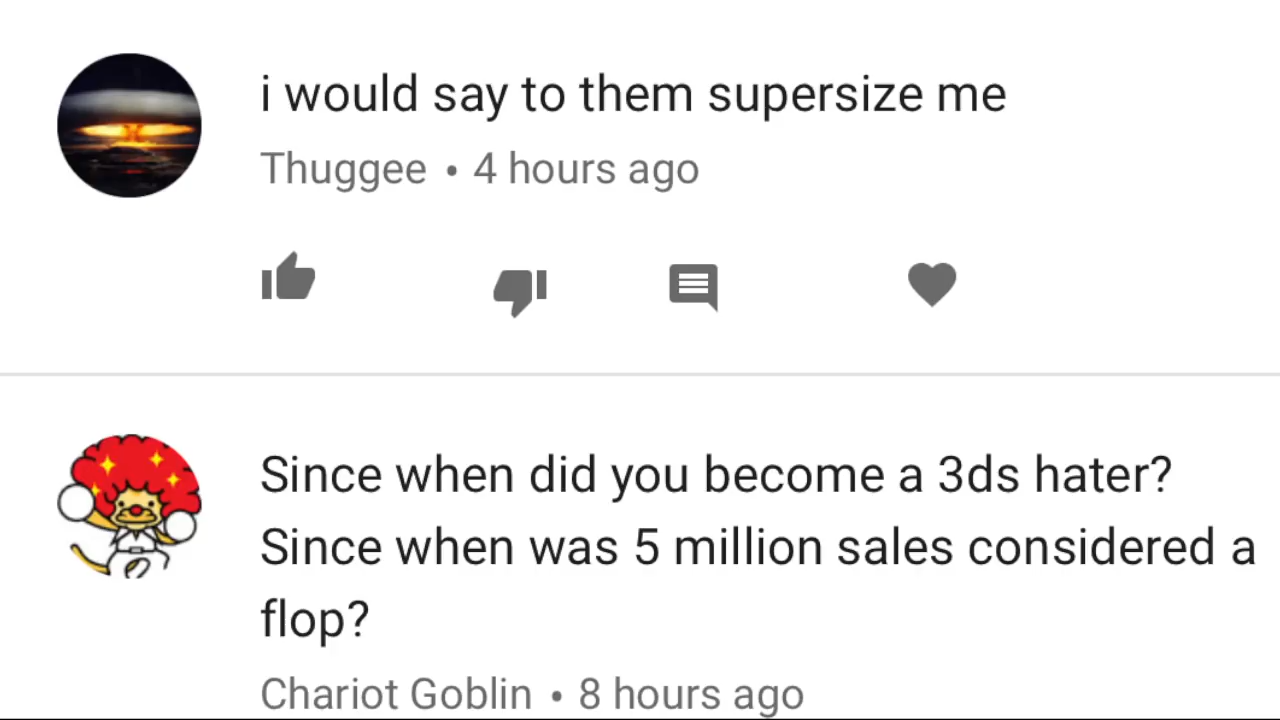 i would say to them supersize me
Thuggee • 4 hours ago
Since when did you become a 3ds hater?
Since when was 5 million sales considered a
flop?
Chariot Goblin • 8 hours ago